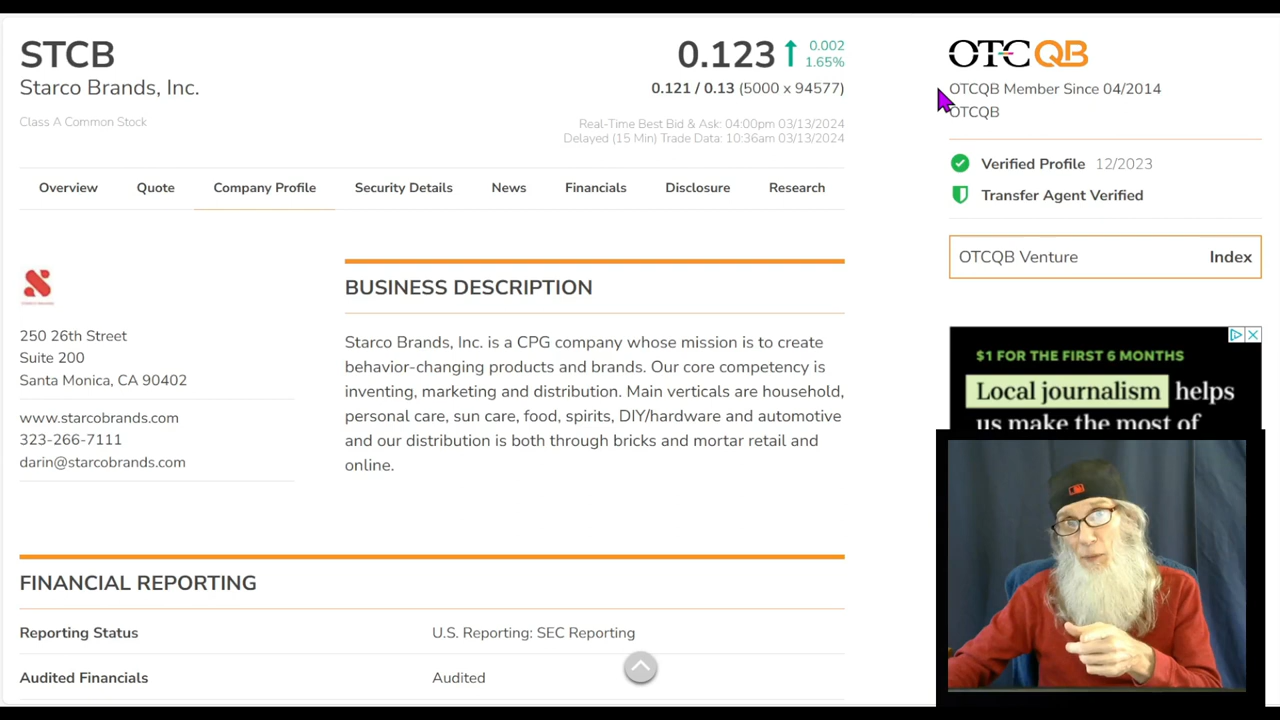 STCB
Starco Brands, Inc.
Class A Common Stock
0.123
0.002
1.65%
0.121 / 0.13 (5000 x 94577)
Real-Time Best Bid & Ask: 04:00pm 03/13/2024
Delayed (15 Min) Trade Data: 10:36am 03/13/2024
Overview Quote Company Profile Security Details News Financials Disclosure Research
250 26th Street
Suite 200
Santa Monica, CA 90402
www.starcobrands.com
323-266-7111
darin@starcobrands.com
BUSINESS DESCRIPTION
Starco Brands, Inc. is a CPG company whose mission is to create
behavior-changing products and brands. Our core competency is
inventing, marketing and distribution. Main verticals are household,
personal care, sun care, food, spirits, DIY/hardware and automotive
and our distribution is both through bricks and mortar retail and
online.
FINANCIAL REPORTING
Reporting Status U.S. Reporting: SEC Reporting
Audited Financials Audited
OTCQB
OTCQB Member Since 04/2014
OTCQB
Verified Profile 12/2023
Transfer Agent Verified
OTCQB Venture Index
$1 FOR THE FIRST 6 MONTHS
Local journalism helps
us make the most of